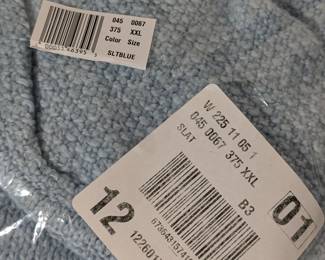 045 0067
375 XXL
Color Size
SLTBLUE
W 225 11 05 1
045 0067 375 XXL
SLAT
B3
01
12